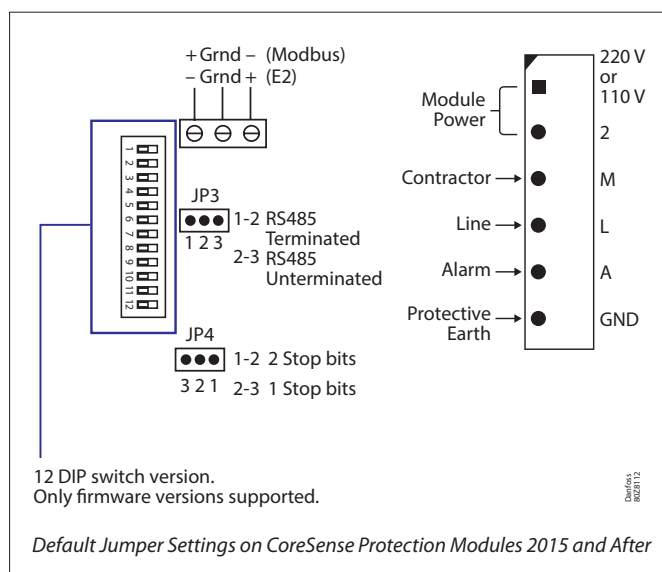 + Grnd – (Modbus)
– Grnd + (E2)
1
2
3
4
5
6
7
8
9
10
11
12
JP3
1 2 3
1-2 RS485
Terminated
2-3 RS485
Unterminated
JP4
3 2 1
1-2 2 Stop bits
2-3 1 Stop bits
220 V
or
110 V
Module
Power
2
Contractor
M
Line
L
Alarm
A
Protective
Earth
GND
12 DIP switch version.
Only firmware versions supported.
Danfoss
80Z8112
Default Jumper Settings on CoreSense Protection Modules 2015 and After